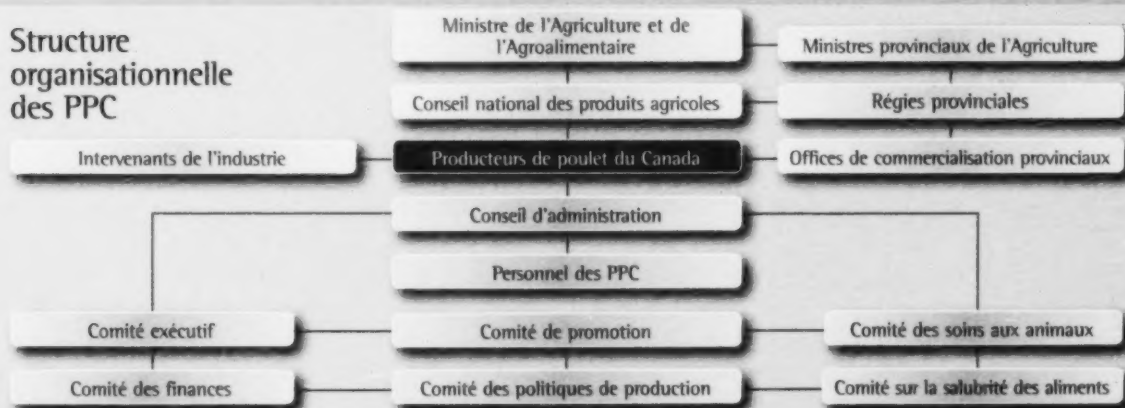 Structure
organisationnelle
des PPC
Ministre de l'Agriculture et de
l'Agroalimentaire
Ministres provinciaux de l'Agriculture
Conseil national des produits agricoles
Régies provinciales
Intervenants de l'industrie
Producteurs de poulet du Canada
Offices de commercialisation provinciaux
Conseil d'administration
Personnel des PPC
Comité exécutif
Comité de promotion
Comité des soins aux animaux
Comité des finances
Comité des politiques de production
Comité sur la salubrité des aliments